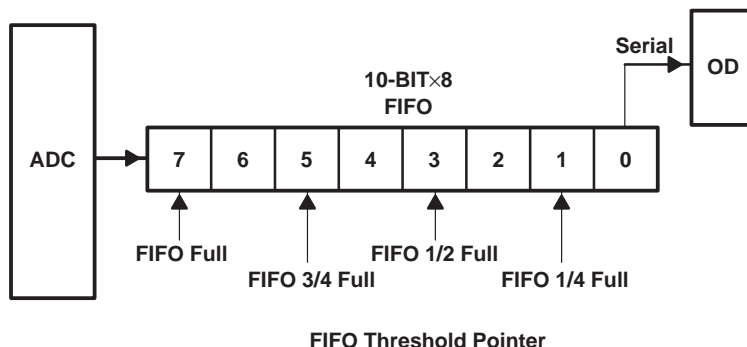 Serial
OD
10-BIT×8
FIFO
ADC
7 6 5 4 3 2 1 0
FIFO Full
FIFO 1/2 Full
FIFO 3/4 Full
FIFO 1/4 Full
FIFO Threshold Pointer